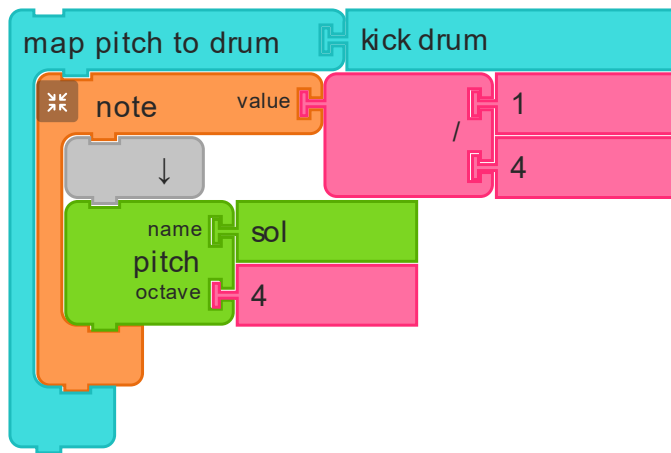 map pitch to drum kick drum
note value 1
/
4
↓
name sol
pitch
octave 4